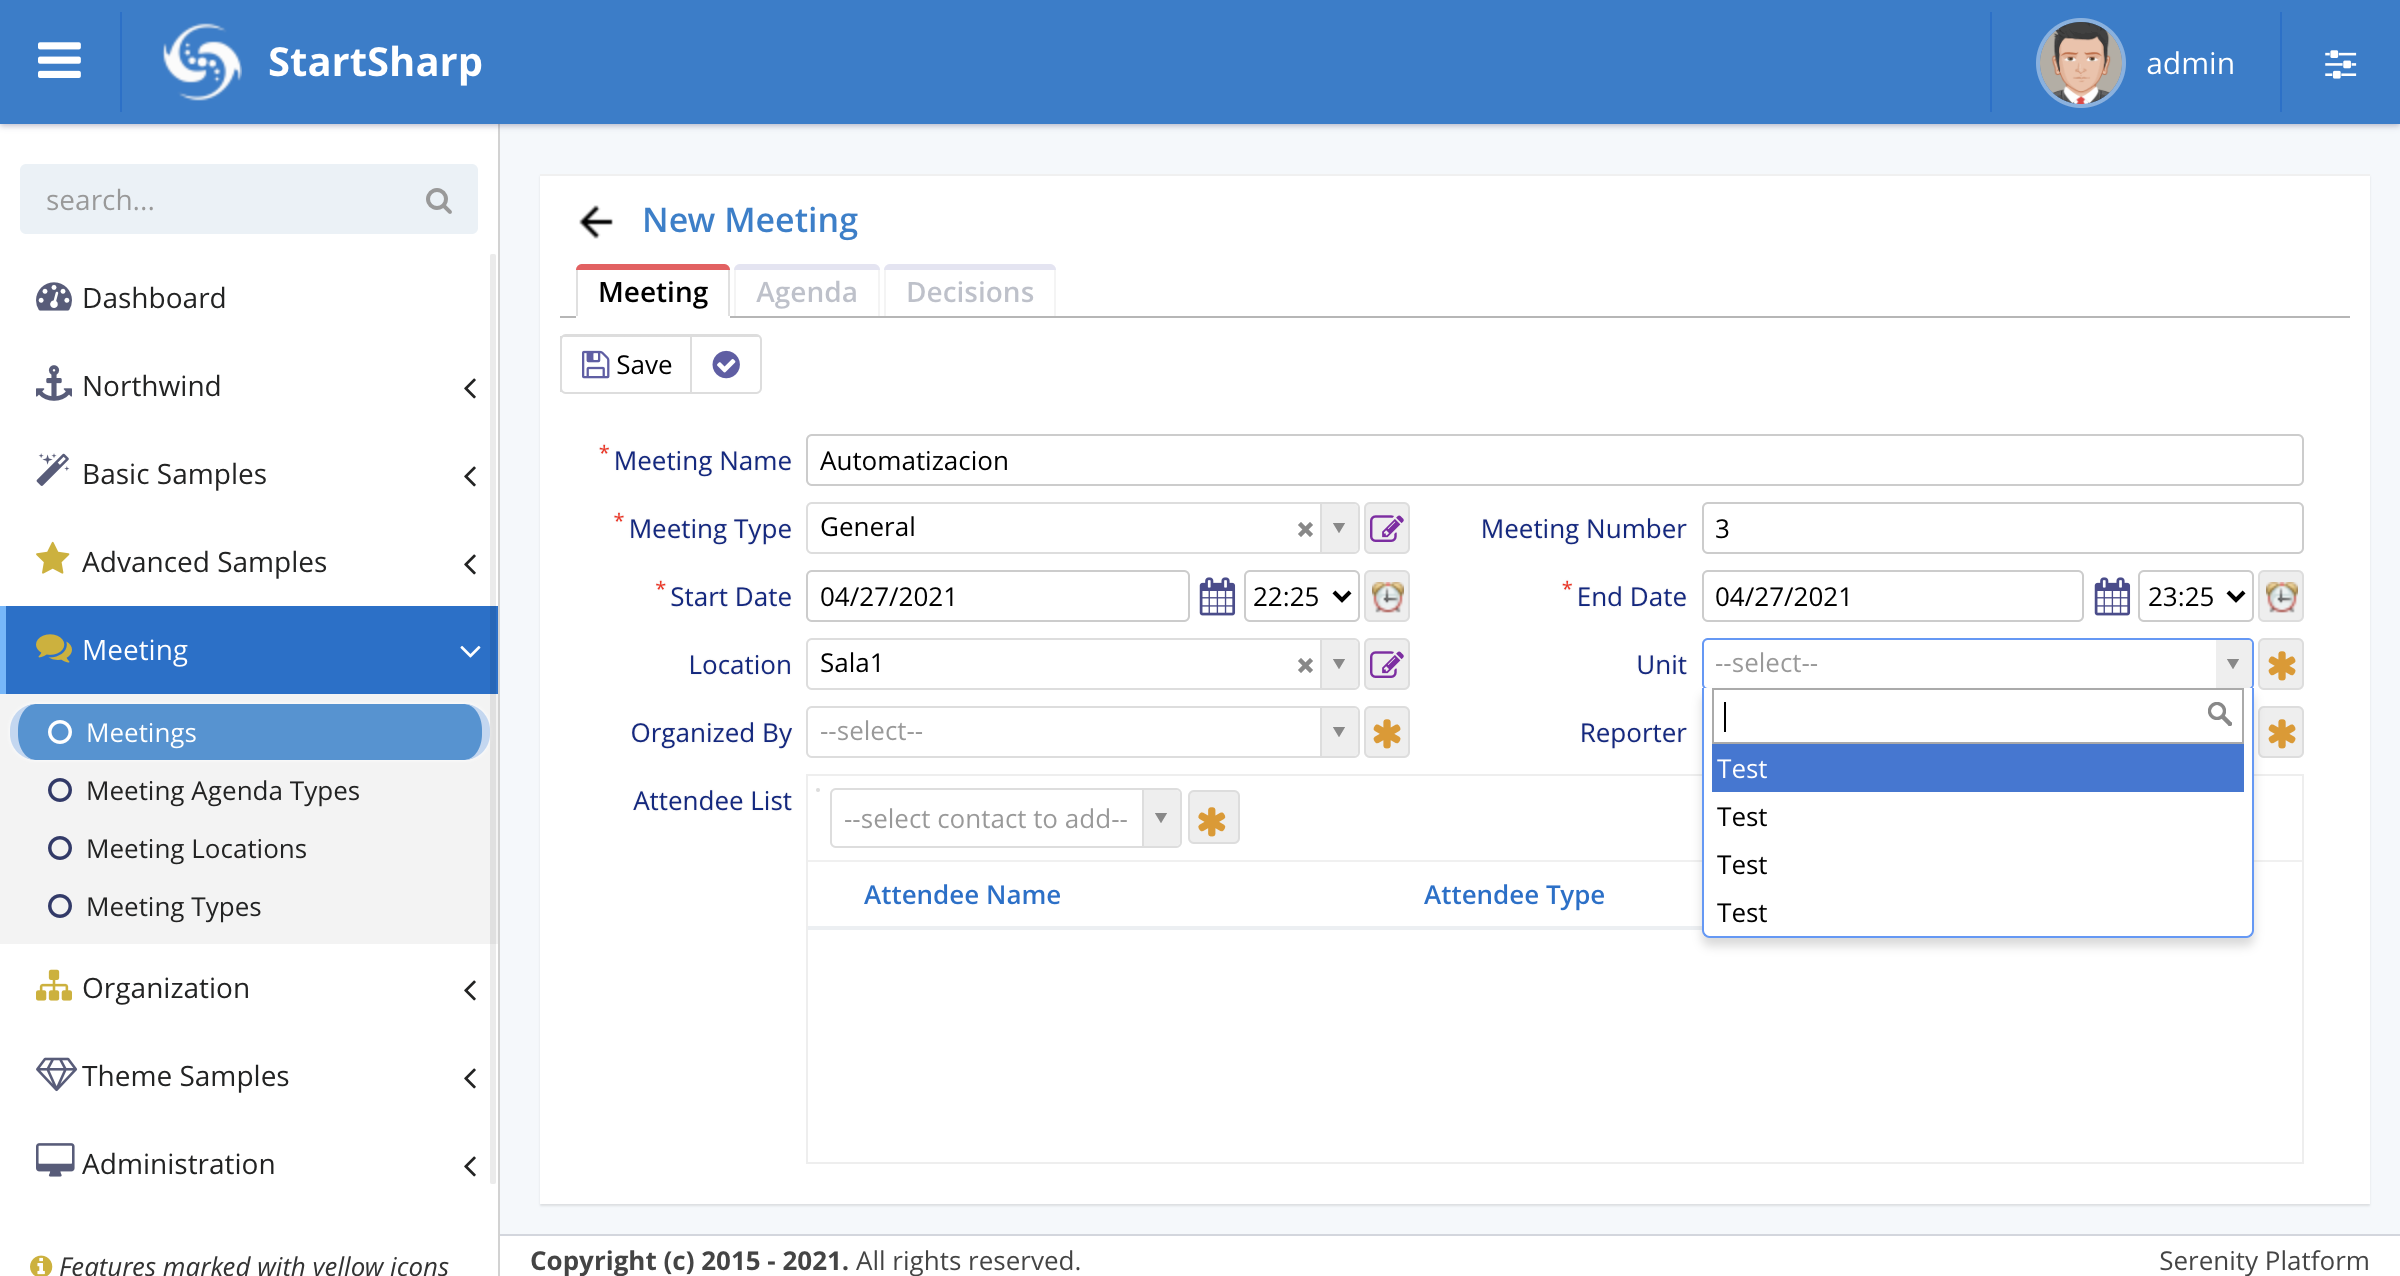 StartSharp
admin
search...
Dashboard
Northwind
Basic Samples
Advanced Samples
Meeting
Meetings
Meeting Agenda Types
Meeting Locations
Meeting Types
Organization
Theme Samples
Administration
Features marked with yellow icons
New Meeting
Meeting Agenda Decisions
Save
* Meeting Name Automatizacion
* Meeting Type General Meeting Number 3
* Start Date 04/27/2021 22:25 * End Date 04/27/2021 23:25
Location Sala1 Unit --select--
Organized By --select-- Reporter
Test
Test
Test
Test
Attendee List --select contact to add--
Attendee Name Attendee Type
Copyright (c) 2015 - 2021. All rights reserved. Serenity Platform